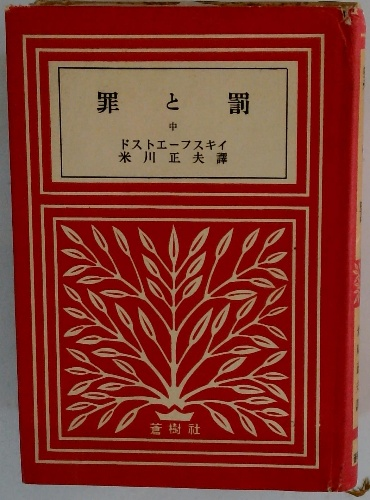 罪と罰
中
ドストエーフスキイ
米川正夫譯
蒼樹社